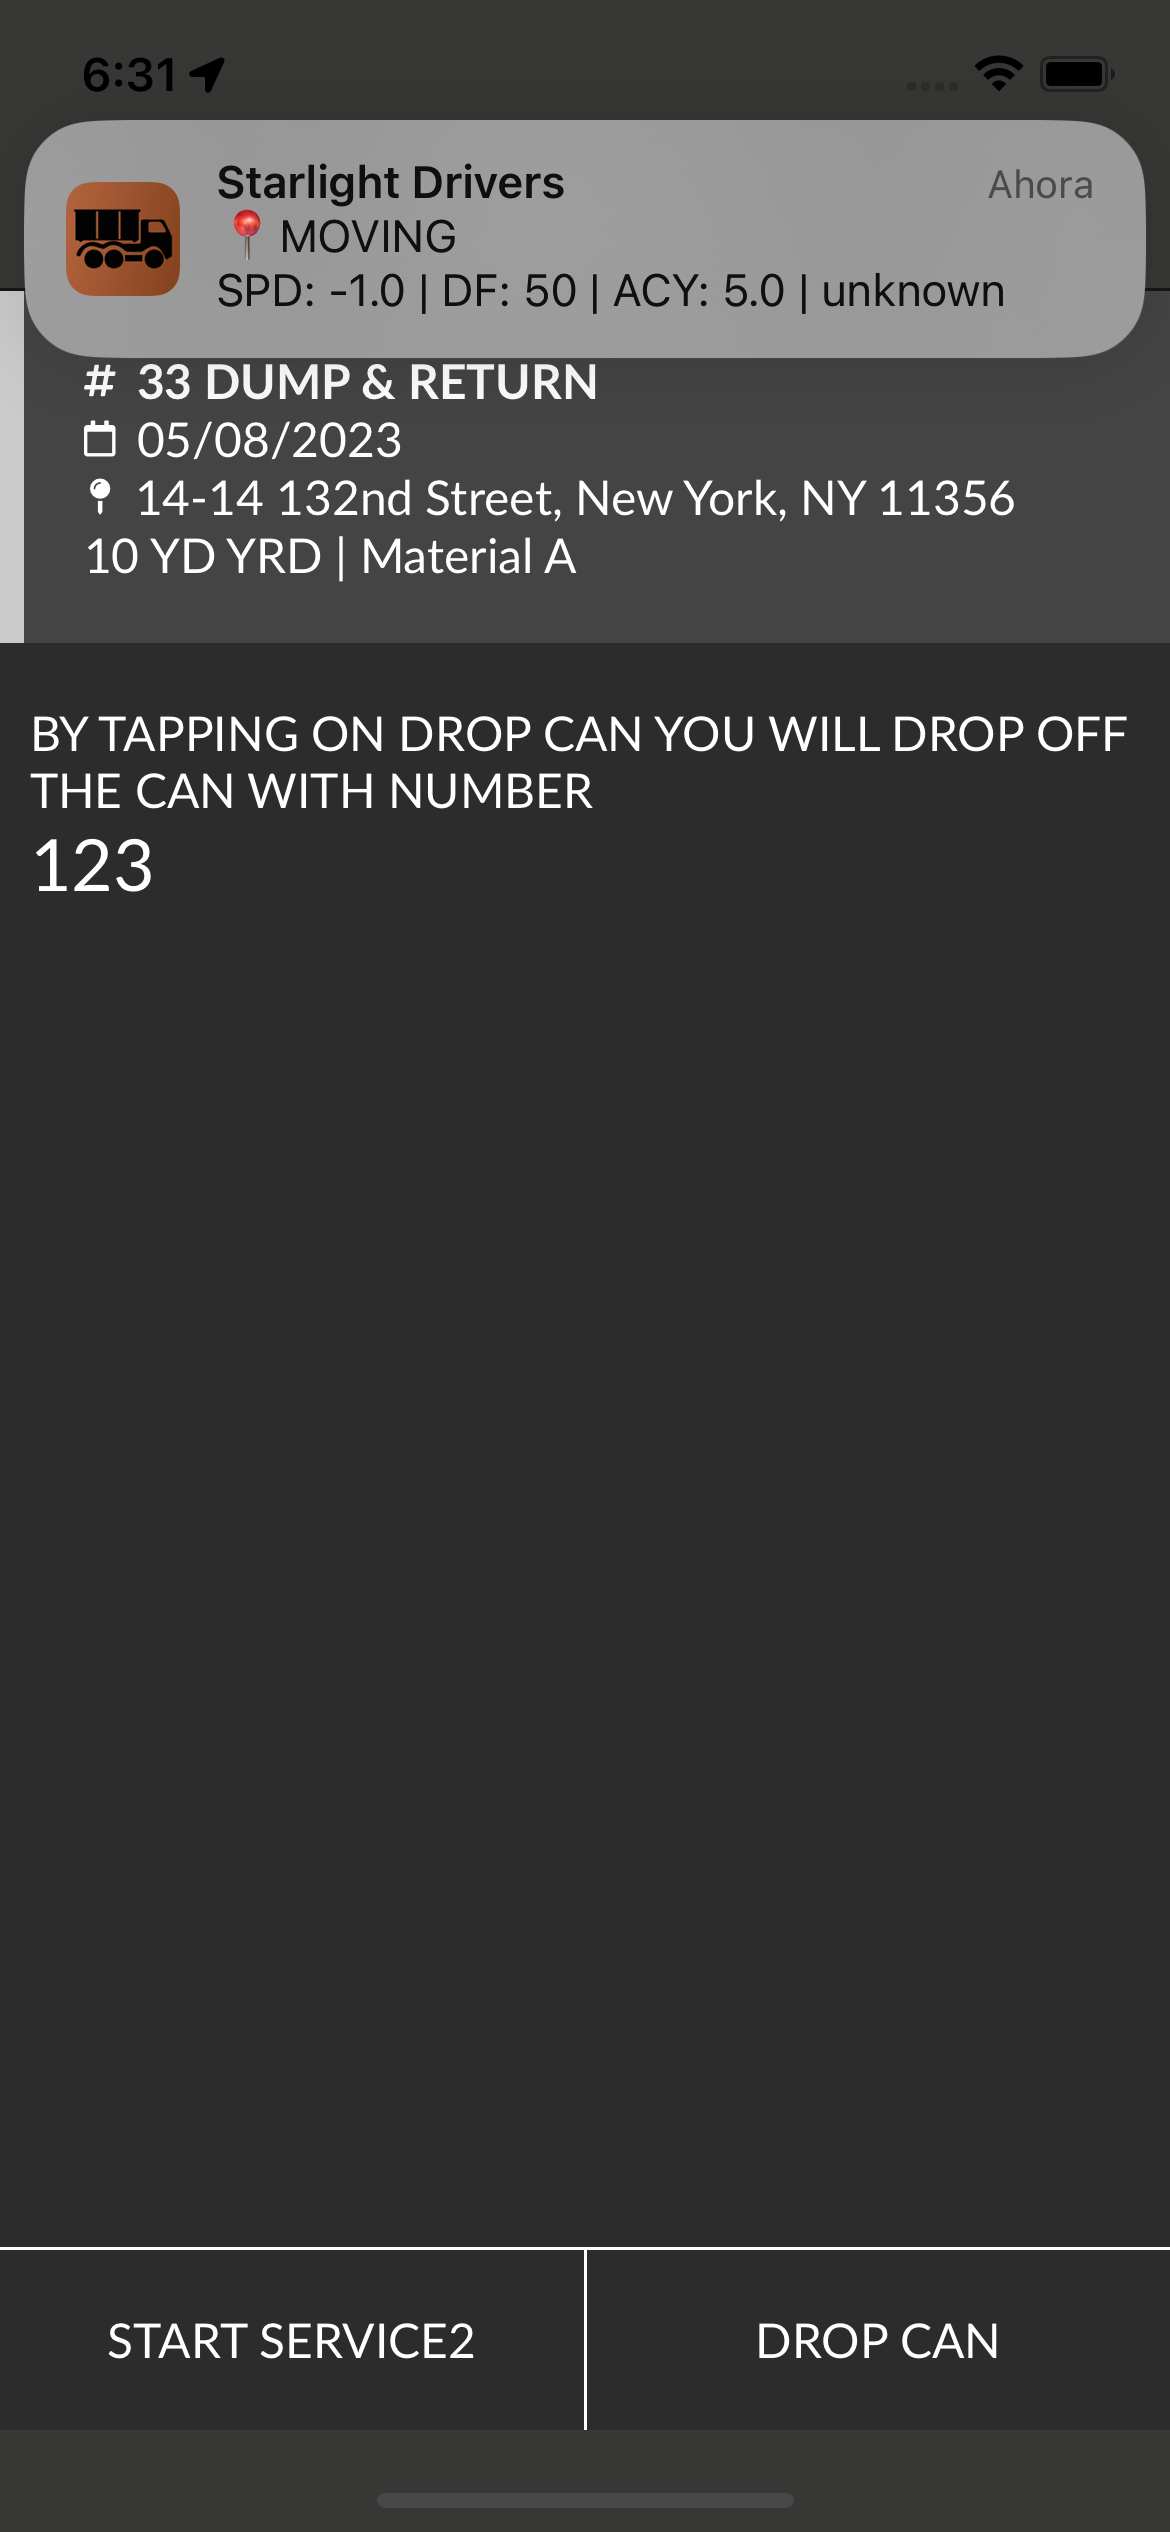 6:31
Starlight Drivers
Ahora
📍 MOVING
SPD: -1.0 | DF: 50 | ACY: 5.0 | unknown
# 33 DUMP & RETURN
05/08/2023
14-14 132nd Street, New York, NY 11356
10 YD YRD | Material A
BY TAPPING ON DROP CAN YOU WILL DROP OFF
THE CAN WITH NUMBER
123
START SERVICE2
DROP CAN